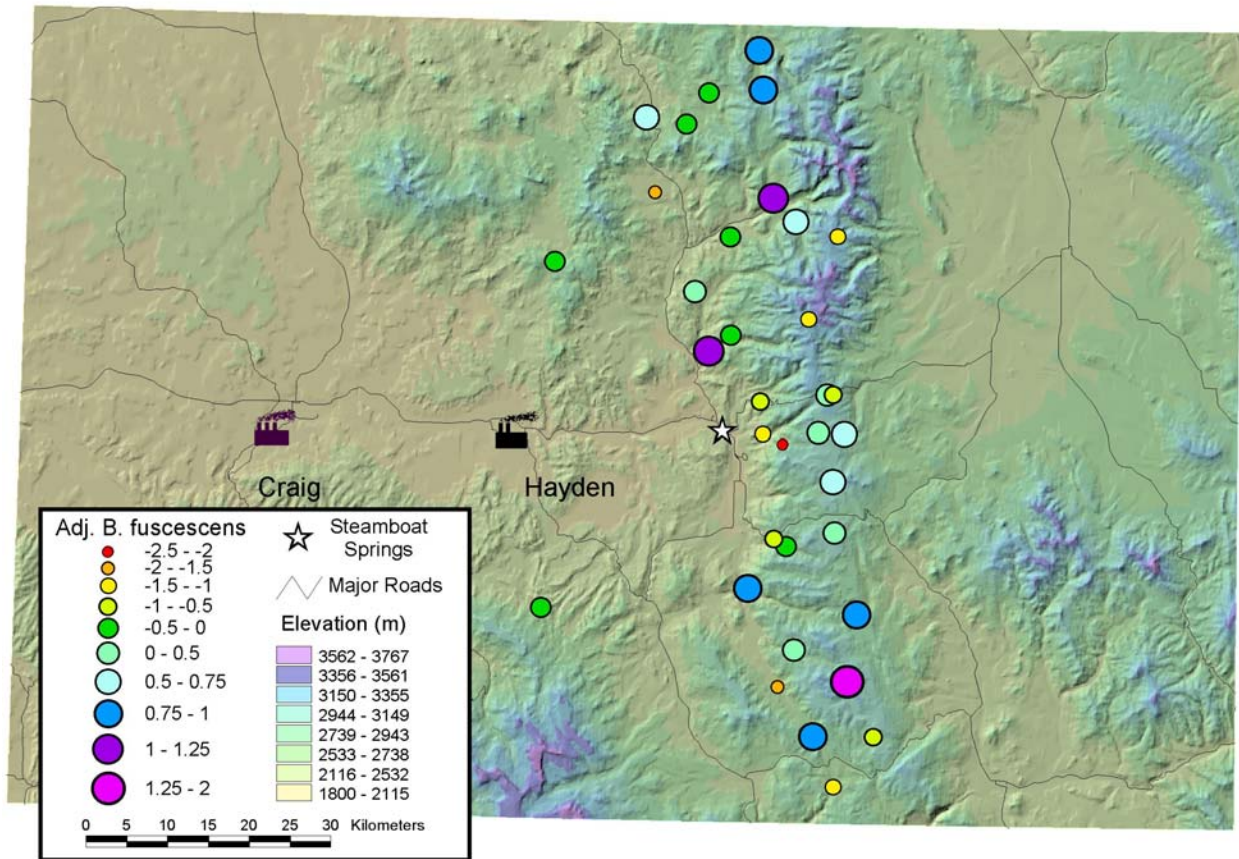 Craig
Hayden
Adj. B. fuscescens
-2.5 - -2
-2 - -1.5
-1.5 - -1
-1 - -0.5
-0.5 - 0
0 - 0.5
0.5 - 0.75
0.75 - 1
1 - 1.25
1.25 - 2
Steamboat
Springs
Major Roads
Elevation (m)
3562 - 3767
3356 - 3561
3150 - 3355
2944 - 3149
2739 - 2943
2533 - 2738
2116 - 2532
1800 - 2115
0 5 10 15 20 25 30 Kilometers